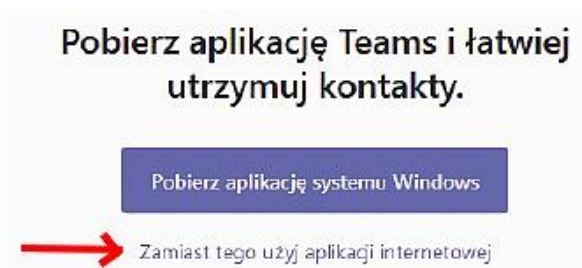 Pobierz aplikację Teams i łatwiej
utrzymuj kontakty.
Pobierz aplikację systemu Windows
Zamiast tego użyj aplikacji internetowej